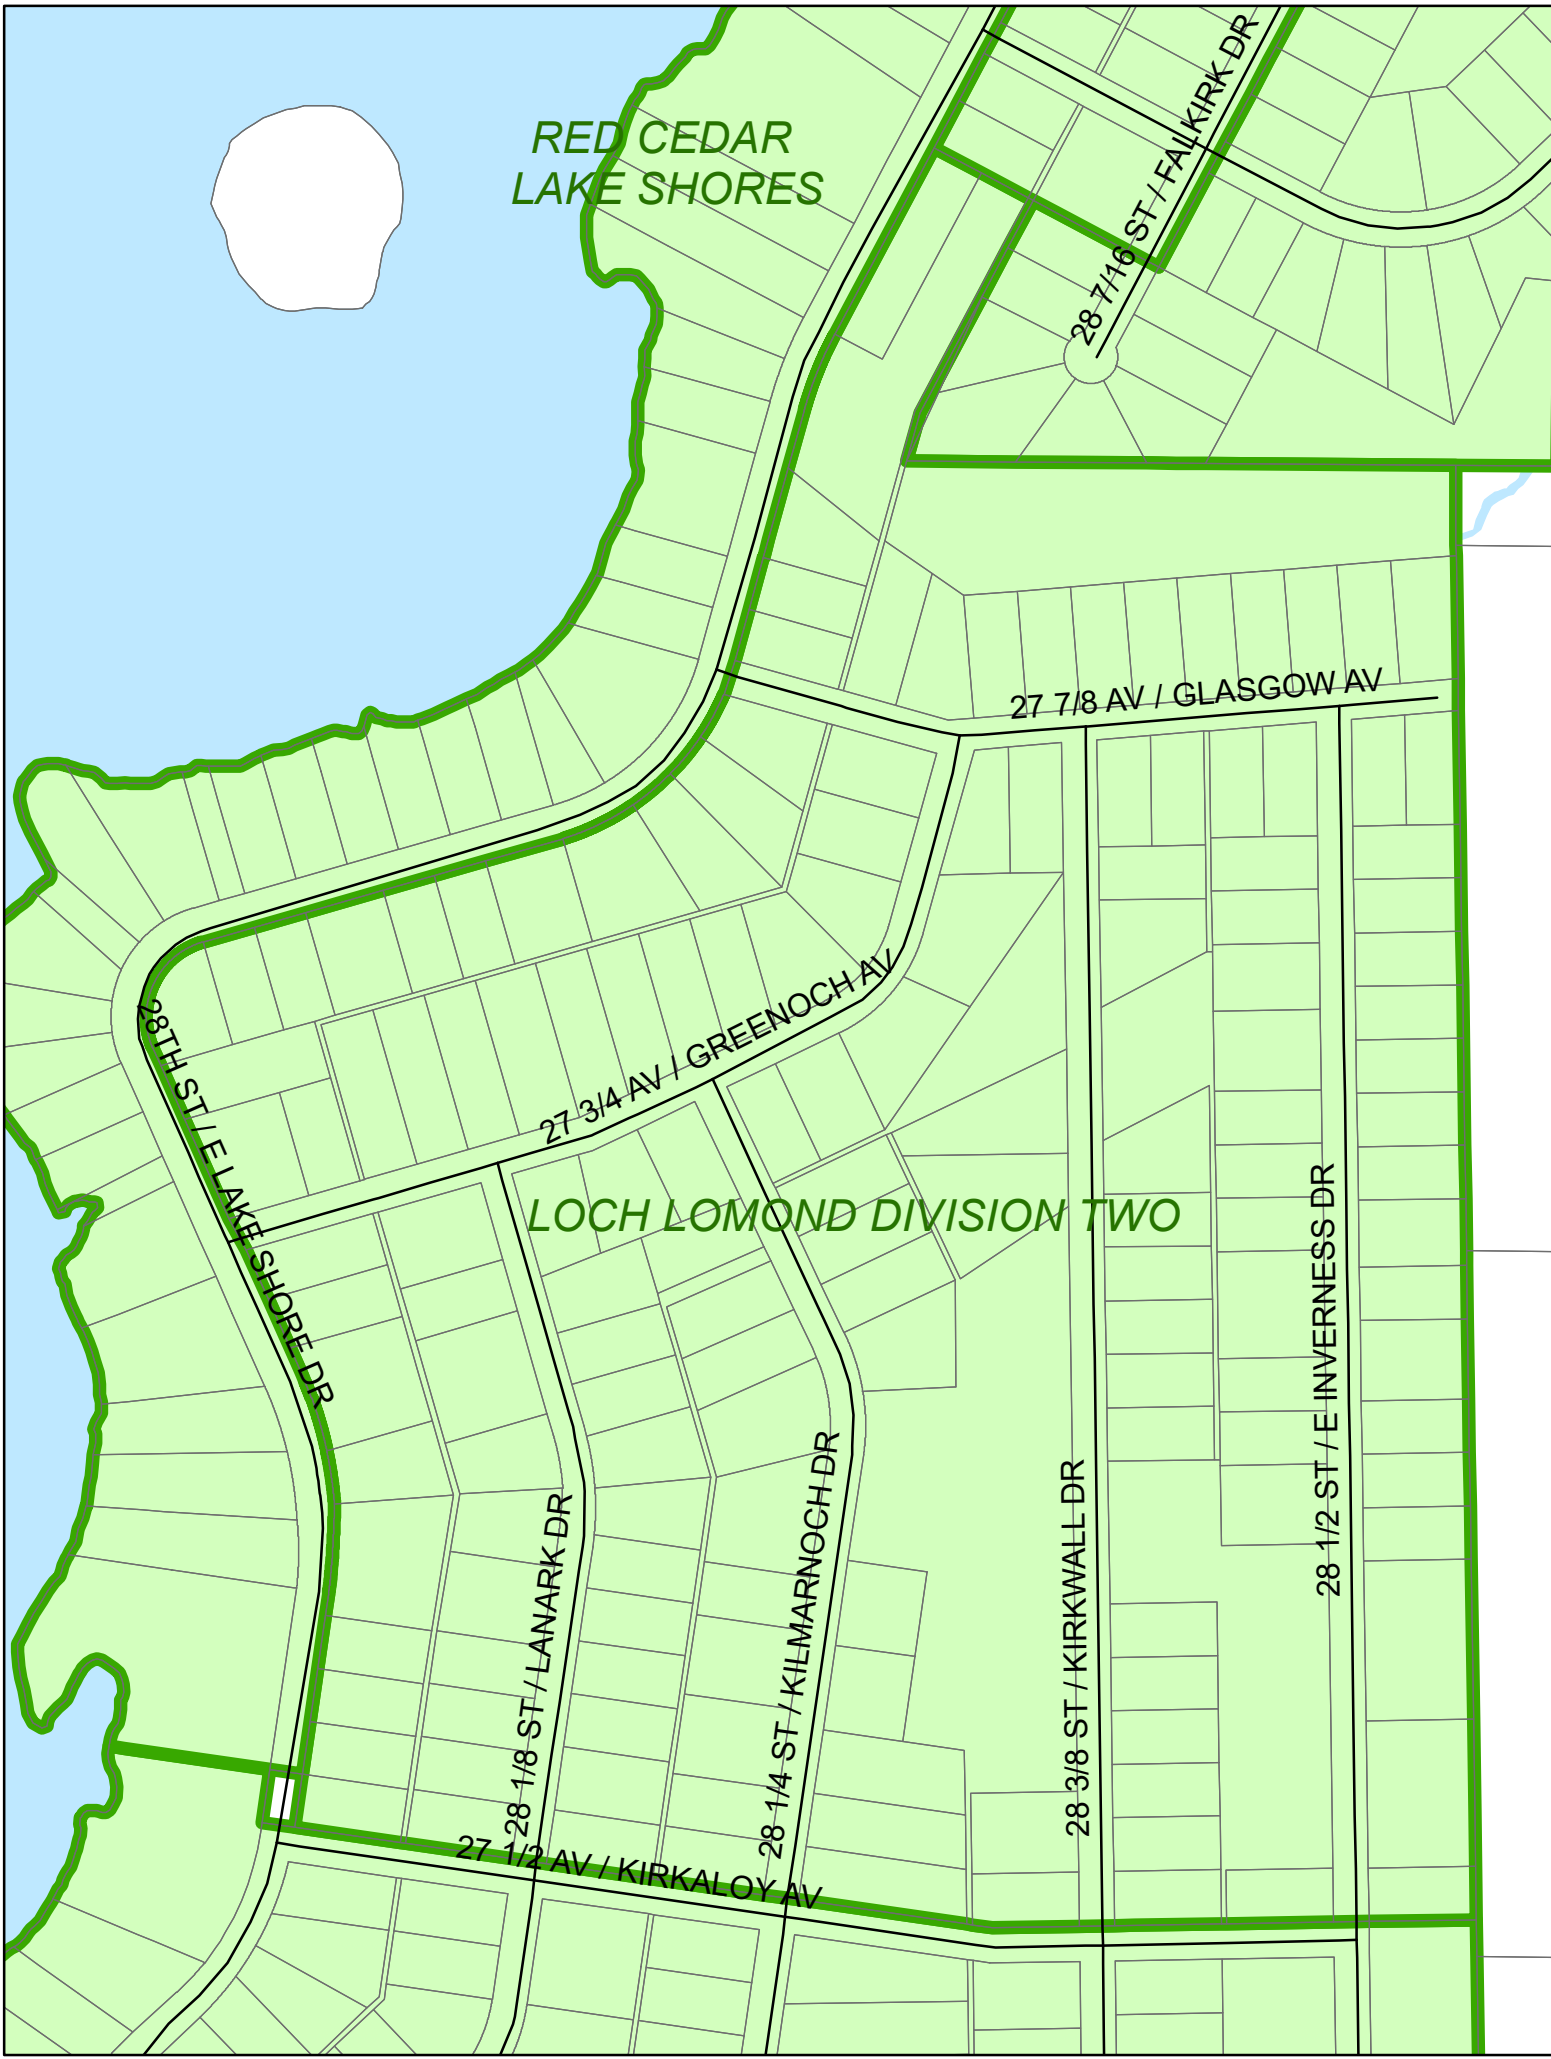 28 7/16 ST / FALKIRK DR
RED CEDAR
LAKE SHORES
27 7/8 AV / GLASGOW AV
27 3/4 AV / GREENOCH AV
28TH ST / E LAKE SHORE DR
LOCH LOMOND DIVISION TWO
28 1/2 ST / E INVERNESS DR
28 1/8 ST / LANARK DR
28 1/4 ST / KILMARNOCH DR
28 3/8 ST / KIRKWALL DR
27 1/2 AV / KIRKALOY AV